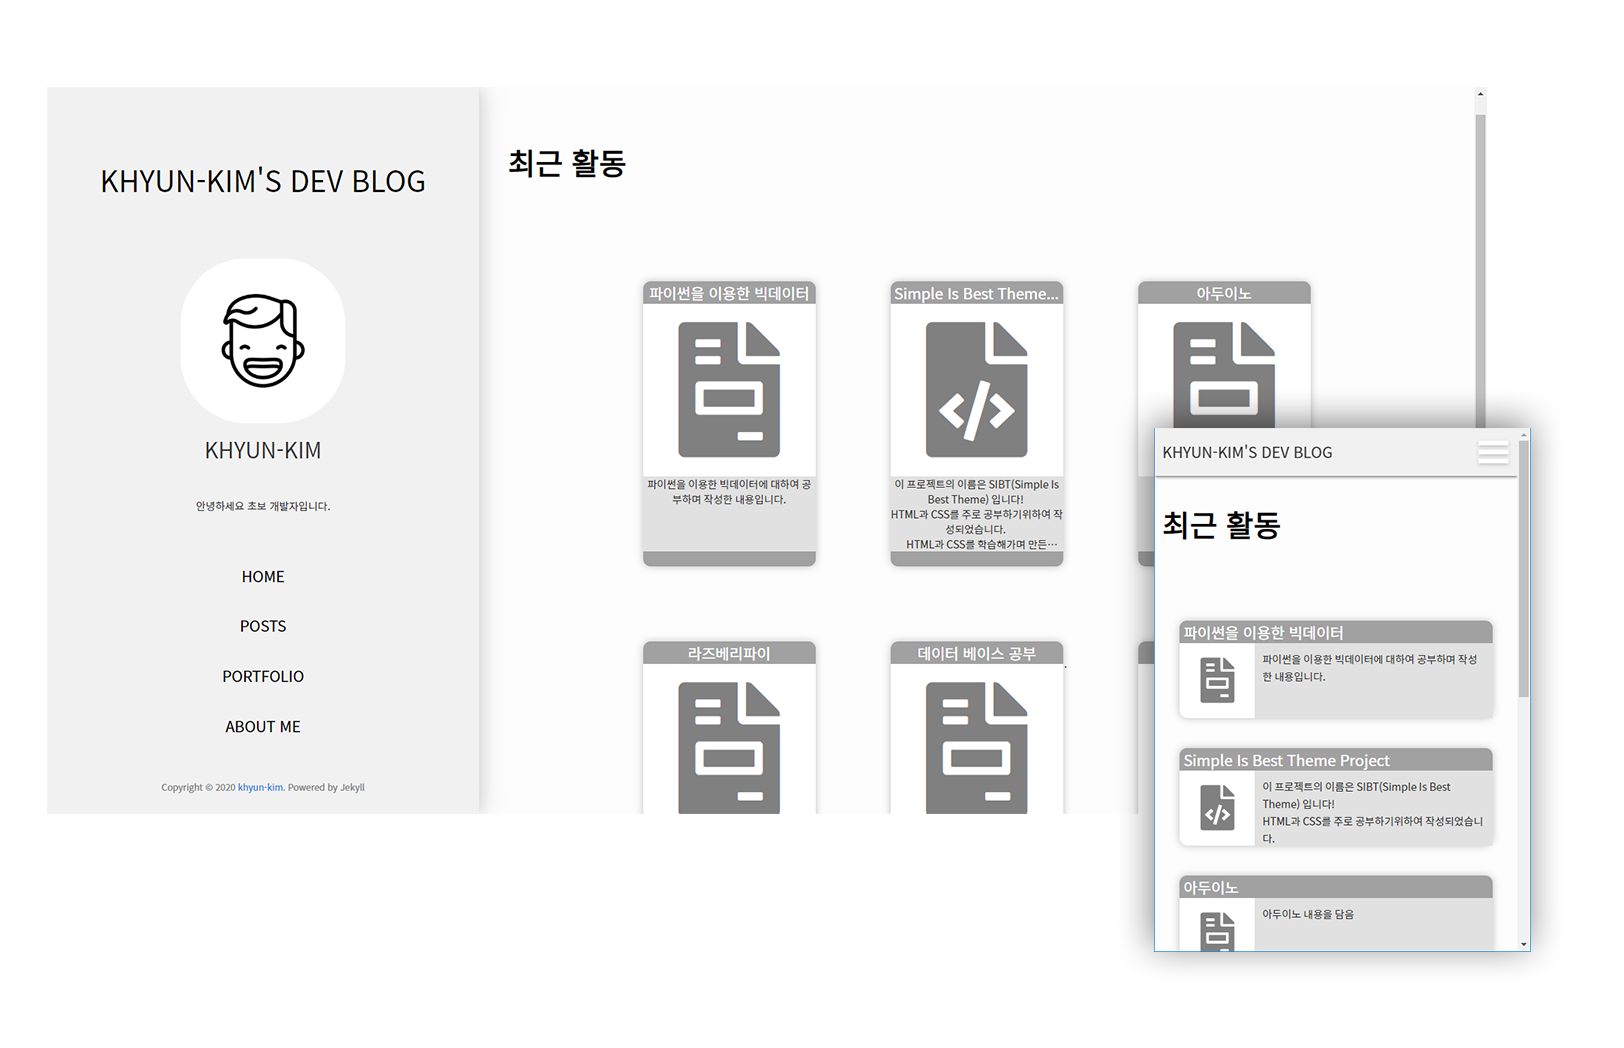 KHYUN-KIM'S DEV BLOG
KHYUN-KIM
안녕하세요 초보 개발자입니다.
HOME
POSTS
PORTFOLIO
ABOUT ME
Copyright © 2020 khyun-kim. Powered by Jekyll
최근 활동
파이썬을 이용한 빅데이터
파이썬을 이용한 빅데이터에 대하여 공
부하며 작성한 내용입니다.
Simple Is Best Theme...
이 프로젝트의 이름은 SIBT(Simple Is
Best Theme) 입니다!
HTML과 CSS를 주로 공부하기위하여 작
성되었습니다.
HTML과 CSS를 학습해가며 만든…
아두이노
라즈베리파이
데이터 베이스 공부
KHYUN-KIM'S DEV BLOG
최근 활동
파이썬을 이용한 빅데이터
파이썬을 이용한 빅데이터에 대하여 공부하며 작성
한 내용입니다.
Simple Is Best Theme Project
이 프로젝트의 이름은 SIBT(Simple Is Best
Theme) 입니다!
HTML과 CSS를 주로 공부하기위하여 작성되었습니
다.
아두이노
아두이노 내용을 담음